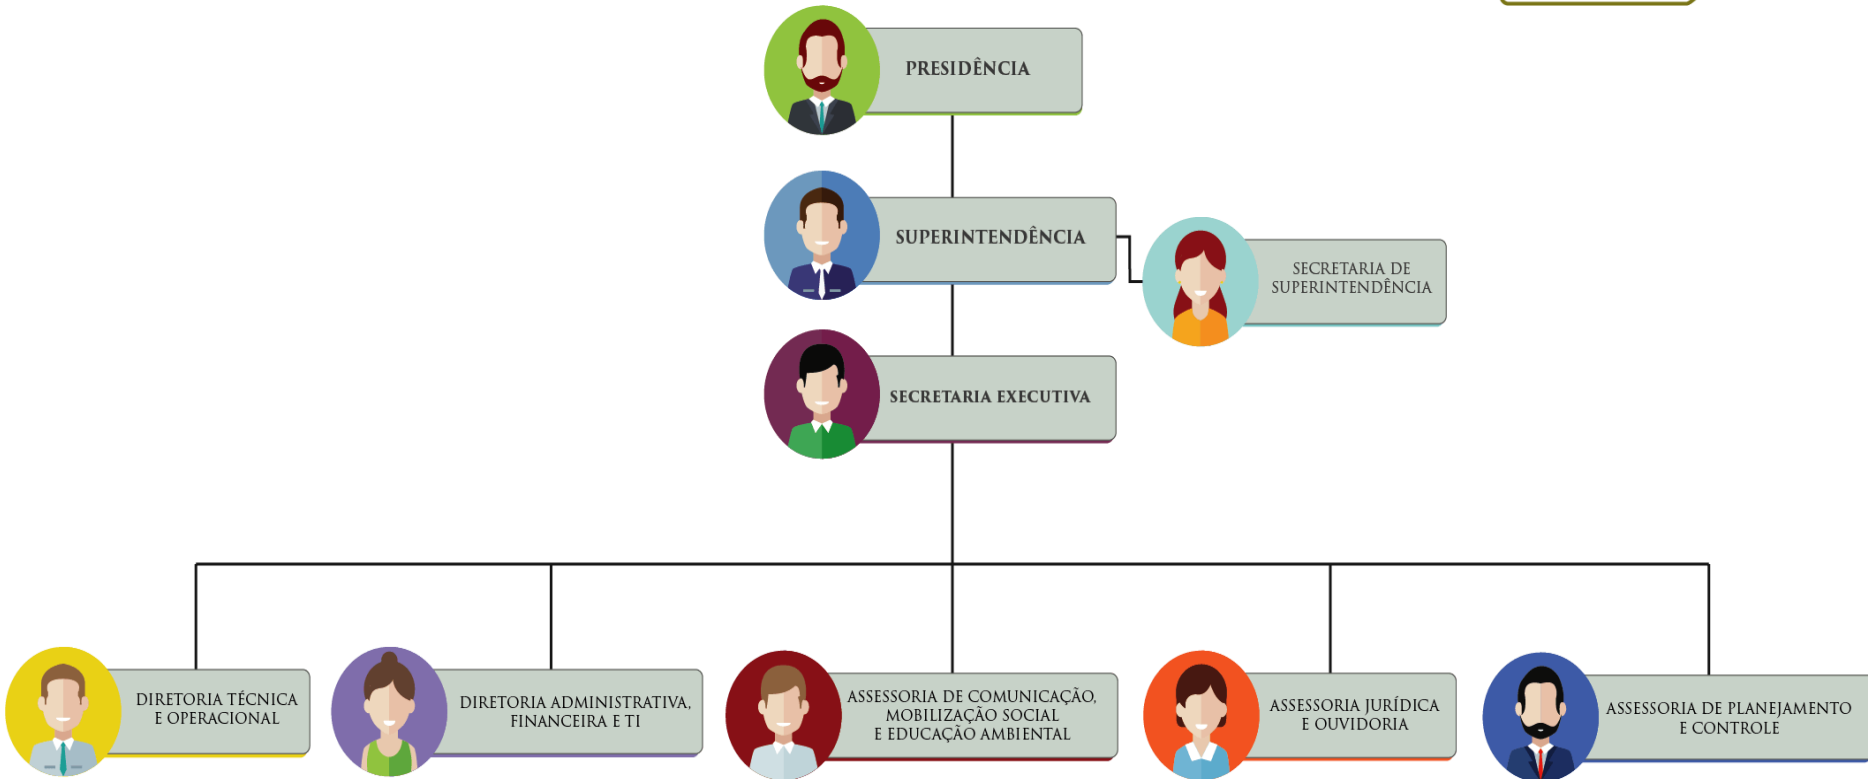 PRESIDÊNCIA
SUPERINTENDÊNCIA
SECRETARIA DE
SUPERINTENDÊNCIA
SECRETARIA EXECUTIVA
DIRETORIA TÉCNICA
E OPERACIONAL
DIRETORIA ADMINISTRATIVA,
FINANCEIRA E TI
ASSESSORIA DE COMUNICAÇÃO,
MOBILIZAÇÃO SOCIAL
E EDUCAÇÃO AMBIENTAL
ASSESSORIA JURÍDICA
E OUVIDORIA
ASSESSORIA DE PLANEJAMENTO
E CONTROLE